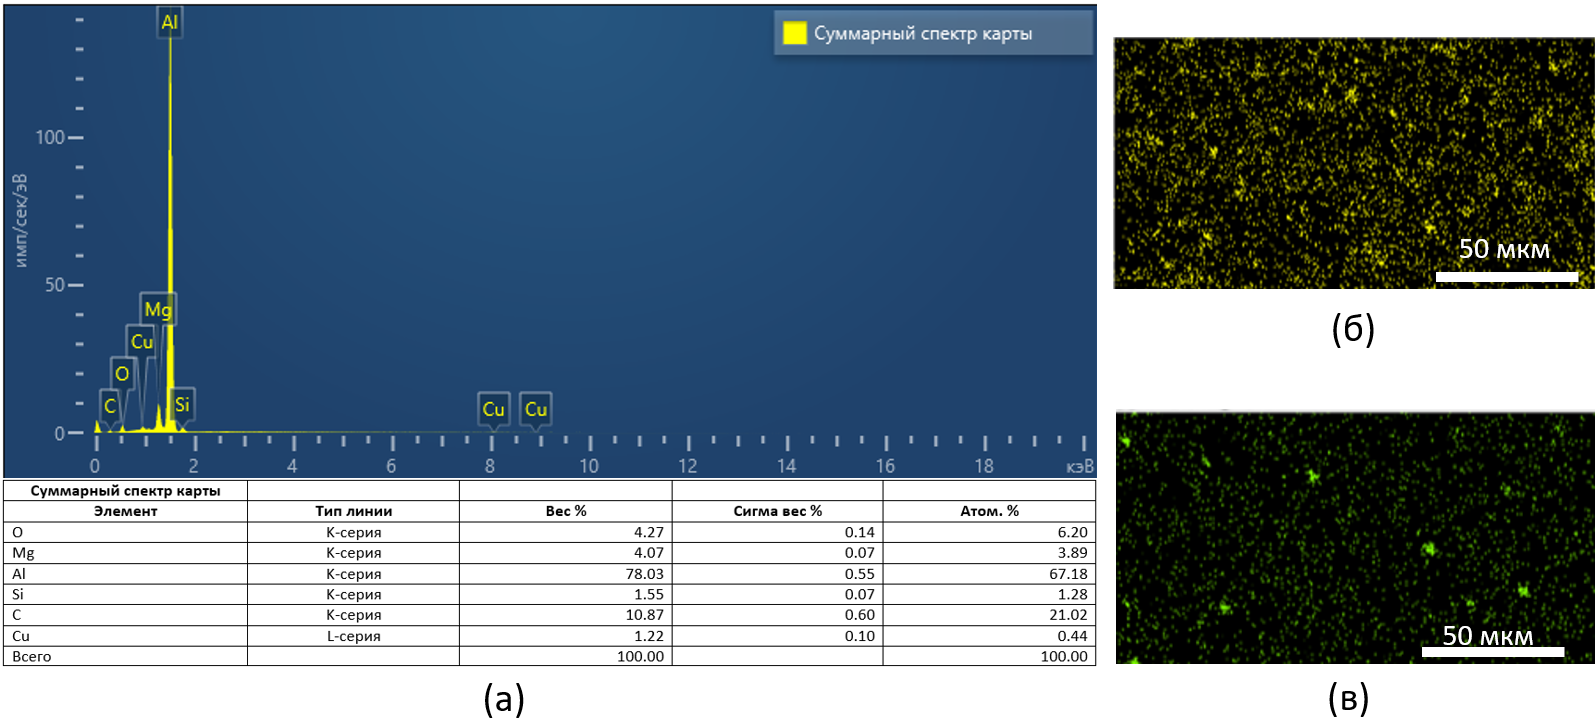 Al
Суммарный спектр карты
100
имп/сек/эВ
50
Mg
Cu
O
C
Si
Cu
Cu
0
0
2
4
6
8
10
12
14
16
18
кэВ
Суммарный спектр карты
Элемент Тип линии Вес % Сигма вес % Атом. %
O K-серия 4.27 0.14 6.20
Mg K-серия 4.07 0.07 3.89
Al K-серия 78.03 0.55 67.18
Si K-серия 1.55 0.07 1.28
C K-серия 10.87 0.60 21.02
Cu L-серия 1.22 0.10 0.44
Всего 100.00 100.00
(а)
50 мкм
(б)
50 мкм
(в)